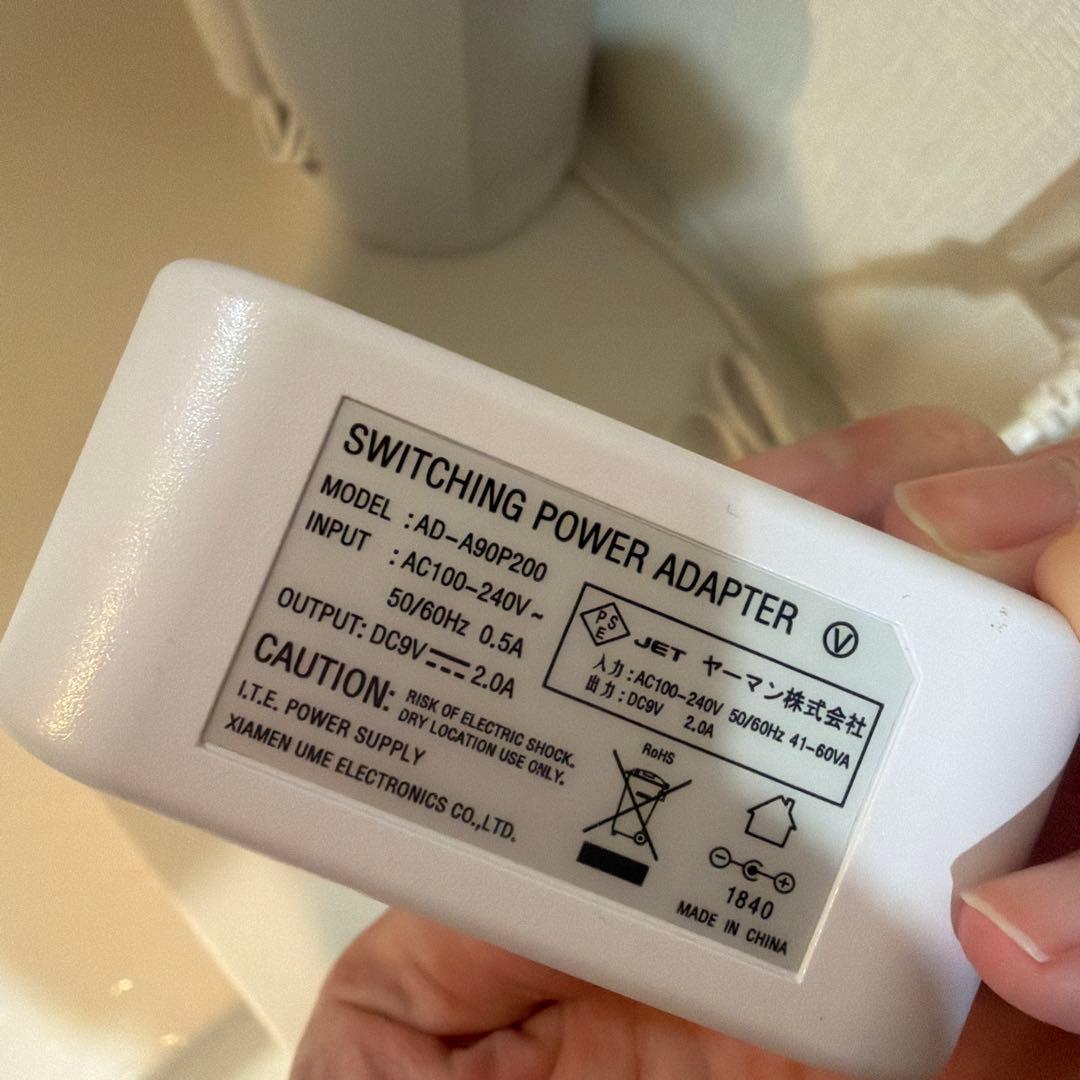 SWITCHING POWER ADAPTER Ⓥ
MODEL :AD-A90P200
INPUT :AC100-240V~
50/60Hz 0.5A
OUTPUT: DC9V⎓2.0A
CAUTION: RISK OF ELECTRIC SHOCK.
DRY LOCATION USE ONLY.
I.T.E. POWER SUPPLY
XIAMEN UME ELECTRONICS CO.,LTD.
PSE JET ヤーマン株式会社
入力:AC100-240V 50/60Hz 41-60VA
出力:DC9V 2.0A
RoHS
1840
MADE IN CHINA